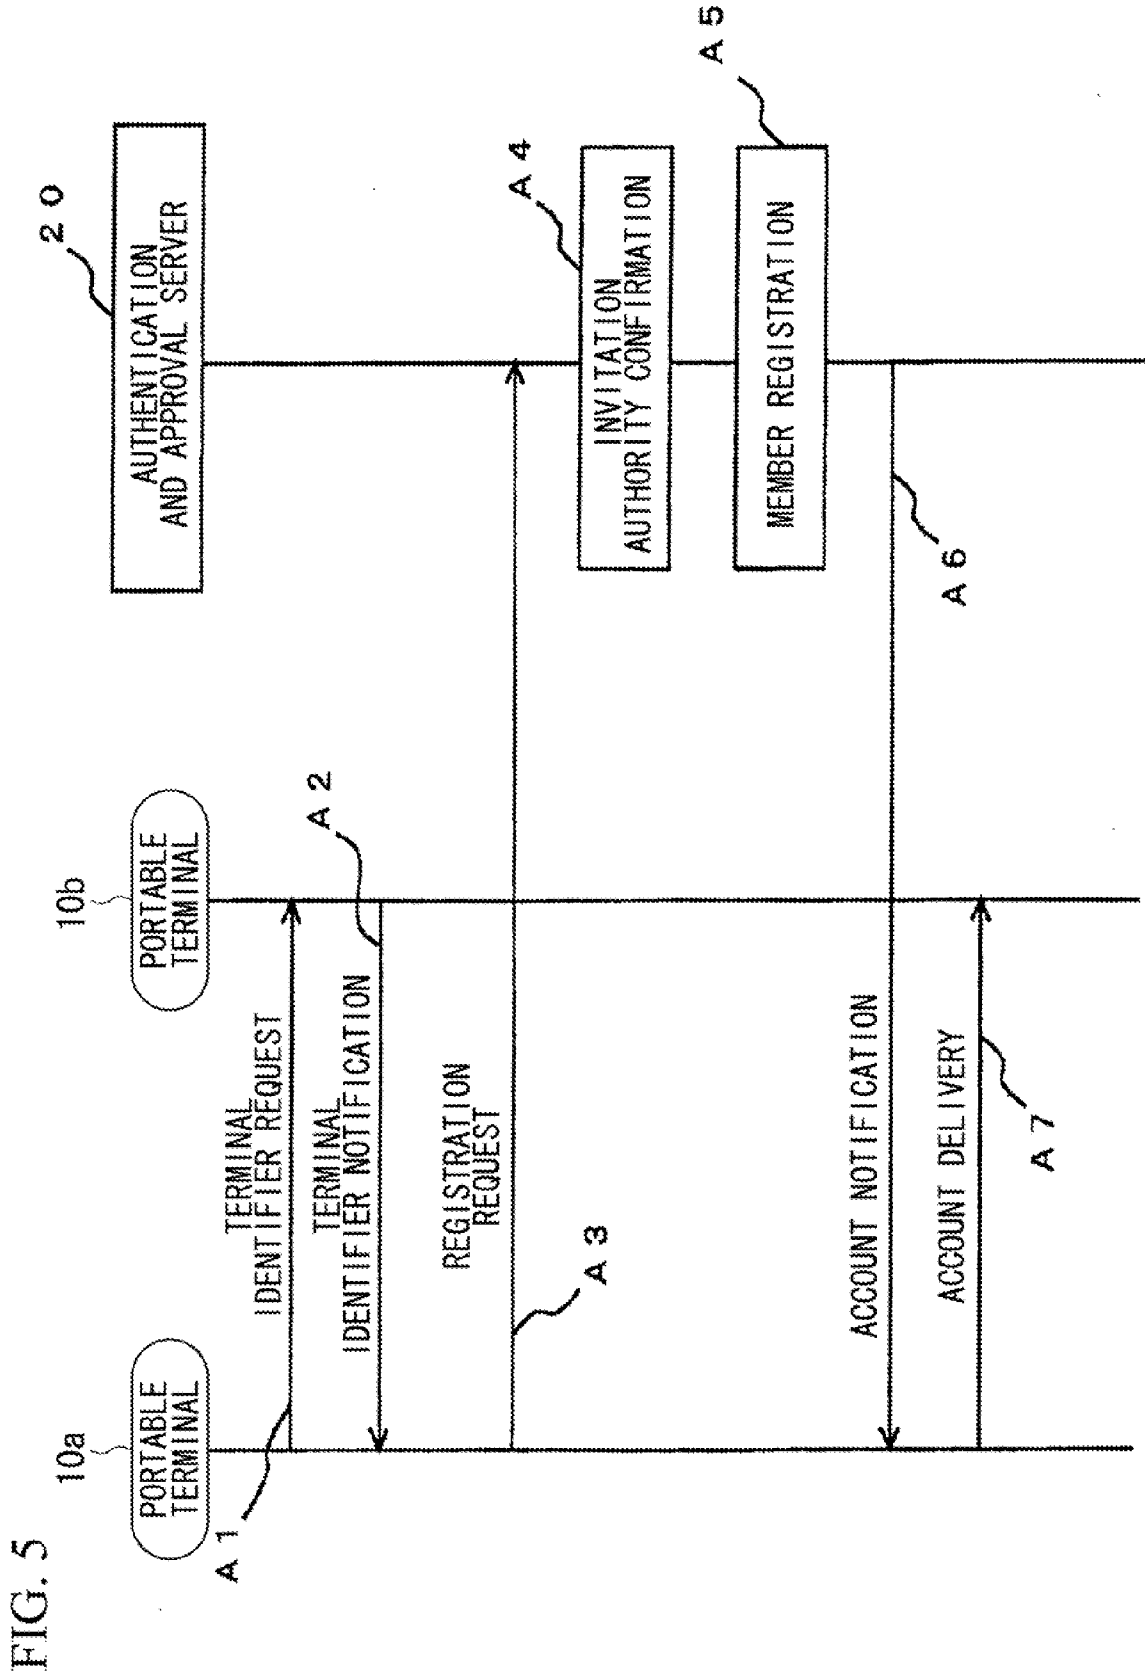 FIG. 5
10a
PORTABLE
TERMINAL
10b
PORTABLE
TERMINAL
20
AUTHENTICATION
AND APPROVAL SERVER
A1
TERMINAL
IDENTIFIER REQUEST
TERMINAL
IDENTIFIER NOTIFICATION
A2
REGISTRATION
REQUEST
A3
A4
INVITATION
AUTHORITY CONFIRMATION
A5
MEMBER REGISTRATION
ACCOUNT NOTIFICATION
A6
ACCOUNT DELIVERY
A7